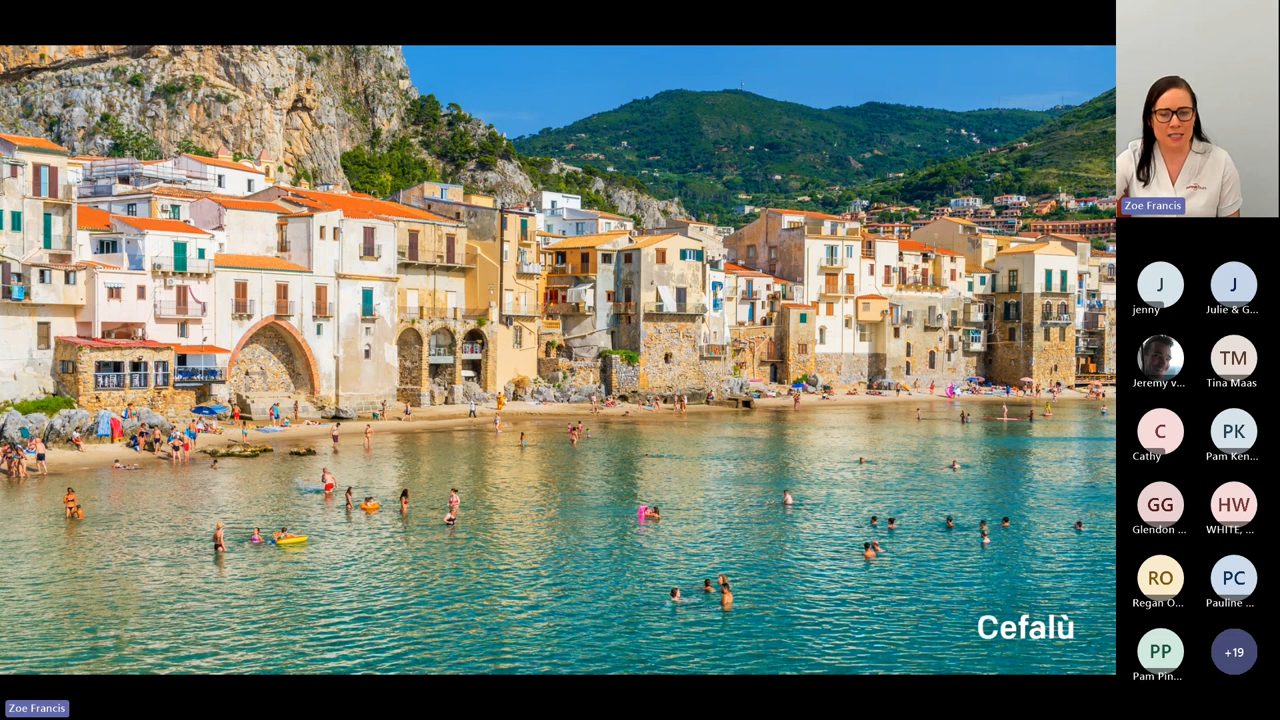 Cefalù
Zoe Francis
Zoe Francis
J
jenny
J
Julie & G...
Jeremy v...
TM
Tina Maas
C
Cathy
PK
Pam Ken...
GG
Glendon ...
HW
WHITE, ...
RO
Regan O...
PC
Pauline ...
PP
Pam Pin...
+19